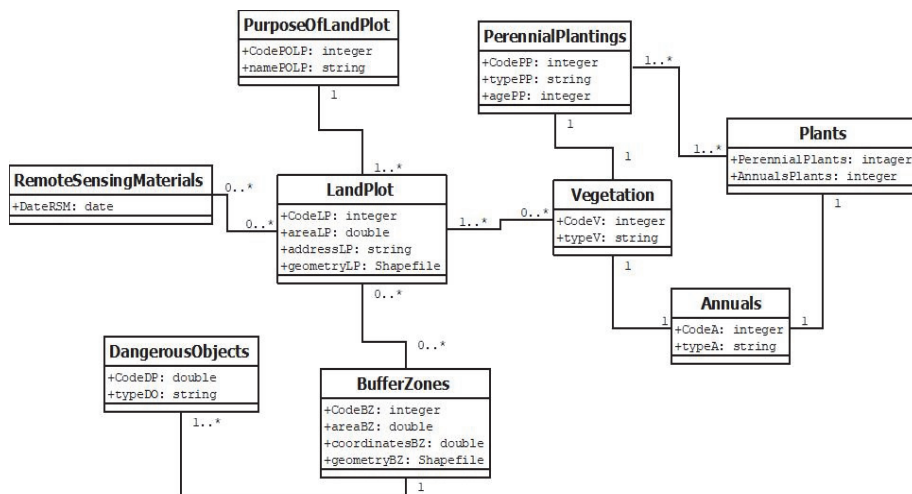 PurposeOfLandPlot
+CodePOLP: integer
+namePOLP: string
1
PerennialPlantings
+CodePP: integer
+typePP: string
+agePP: integer
1..*
1
1..*
Plants
+PerennialPlants: intager
+AnnualsPlants: integer
1
RemoteSensingMaterials
+DateRSM: date
0..*
0..*
1..*
LandPlot
+CodeLP: integer
+areaLP: double
+addressLP: string
+geometryLP: Shapefile
1..*
0..*
0..*
1
Vegetation
+CodeV: integer
+typeV: string
1
1
Annuals
+CodeA: integer
+typeA: string
1
DangerousObjects
+CodeDP: double
+typeDO: string
1..*
0..*
BufferZones
+CodeBZ: integer
+areaBZ: double
+coordinatesBZ: double
+geometryBZ: Shapefile
1